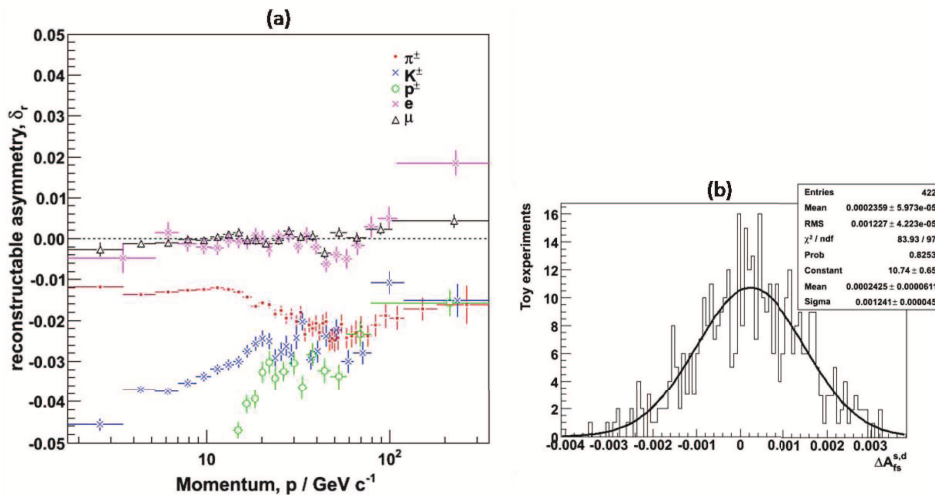 (a)
0.05
0.04
0.03
0.02
0.01
0.00
-0.01
-0.02
-0.03
-0.04
-0.05
reconstructable asymmetry, δr
π±
K±
p±
e
μ
10
10²
Momentum, p / GeV c⁻¹
(b)
Entries 422
Mean 0.0002359 ± 5.973e-05
RMS 0.001227 ± 4.223e-05
χ² / ndf 83.93 / 97
Prob 0.8253
Constant 10.74 ± 0.65
Mean 0.0002425 ± 0.0000611
Sigma 0.001241 ± 0.000045
Toy experiments
16
14
12
10
8
6
4
2
0
-0.004 -0.003 -0.002 -0.001 0 0.001 0.002 0.003
ΔA fs s,d